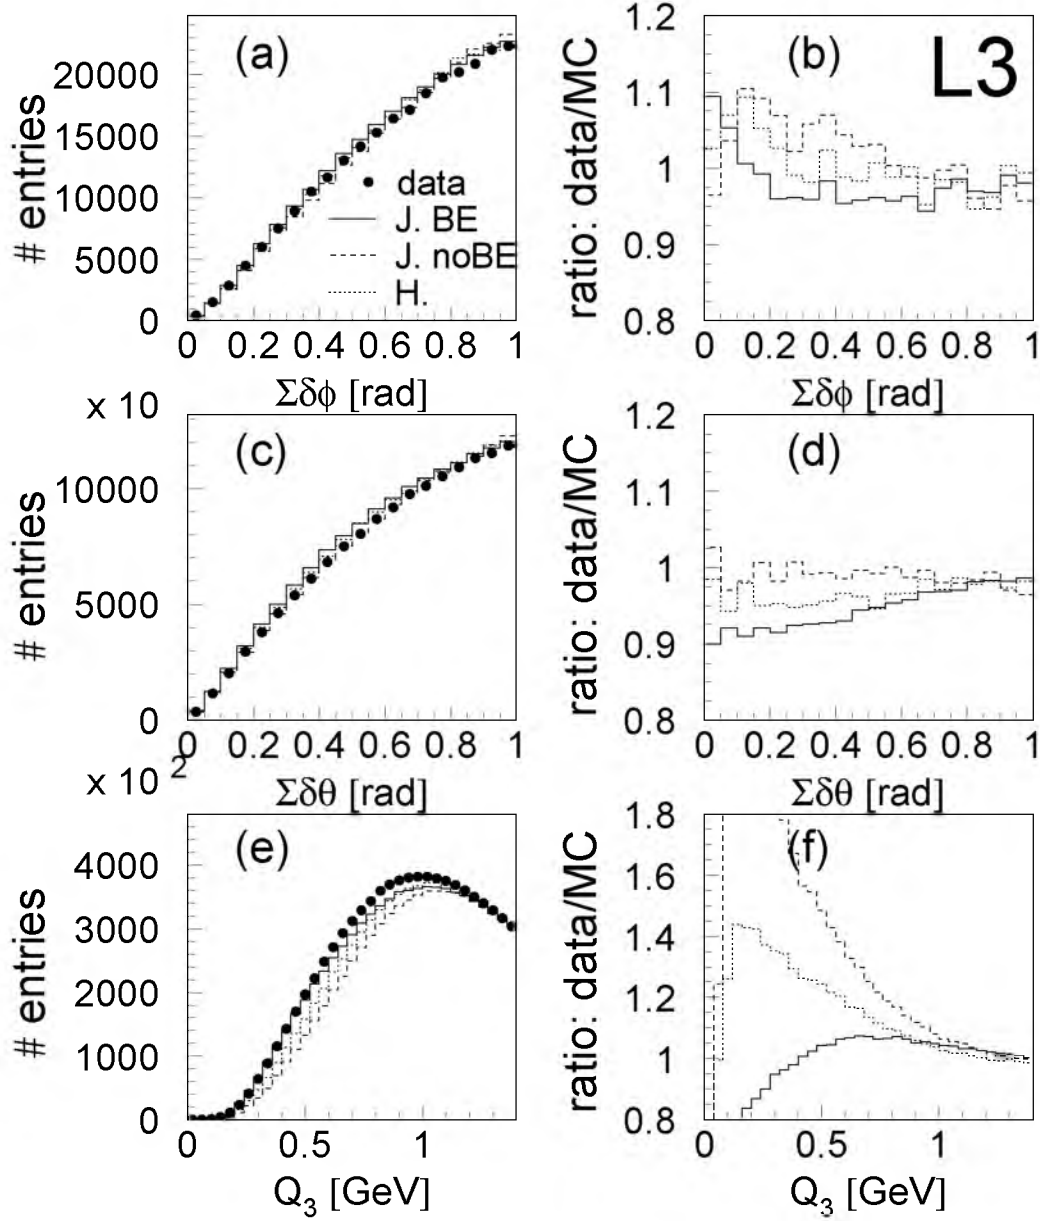 (a)
# entries
20000
15000
10000
5000
0
data
J. BE
J. noBE
H.
0 0.2 0.4 0.6 0.8 1
Σδϕ [rad]
(b)
L3
ratio: data/MC
1.2
1.1
1
0.9
0.8
0 0.2 0.4 0.6 0.8 1
Σδϕ [rad]
x 10
(c)
# entries
10000
5000
0
0 0.2 0.4 0.6 0.8 1
Σδθ [rad]
(d)
ratio: data/MC
1.2
1.1
1
0.9
0.8
0 0.2 0.4 0.6 0.8 1
Σδθ [rad]
x 10 2
(e)
# entries
4000
3000
2000
1000
0
0 0.5 1
Q3 [GeV]
(f)
ratio: data/MC
1.8
1.6
1.4
1.2
1
0.8
0 0.5 1
Q3 [GeV]